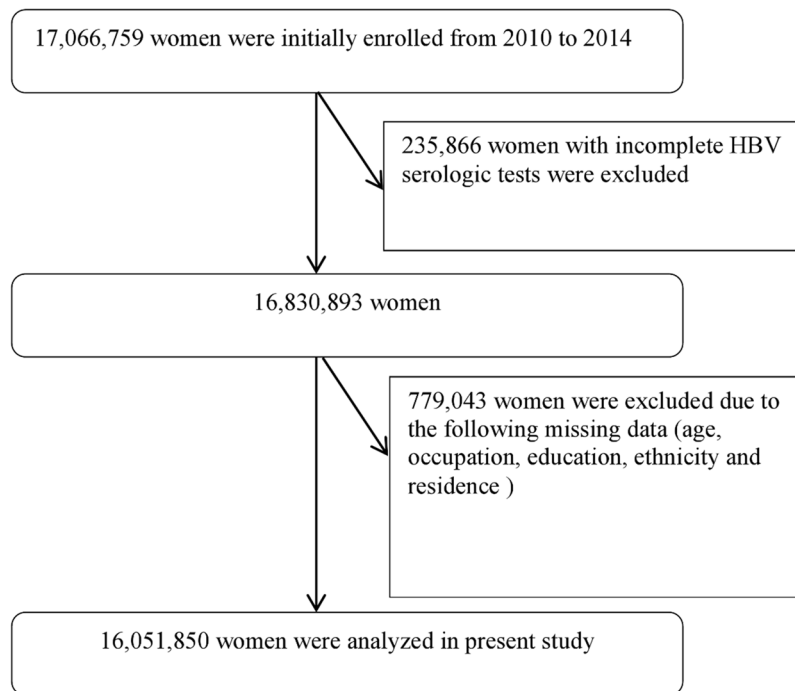 17,066,759 women were initially enrolled from 2010 to 2014
235,866 women with incomplete HBV
serologic tests were excluded
16,830,893 women
779,043 women were excluded due to
the following missing data (age,
occupation, education, ethnicity and
residence )
16,051,850 women were analyzed in present study